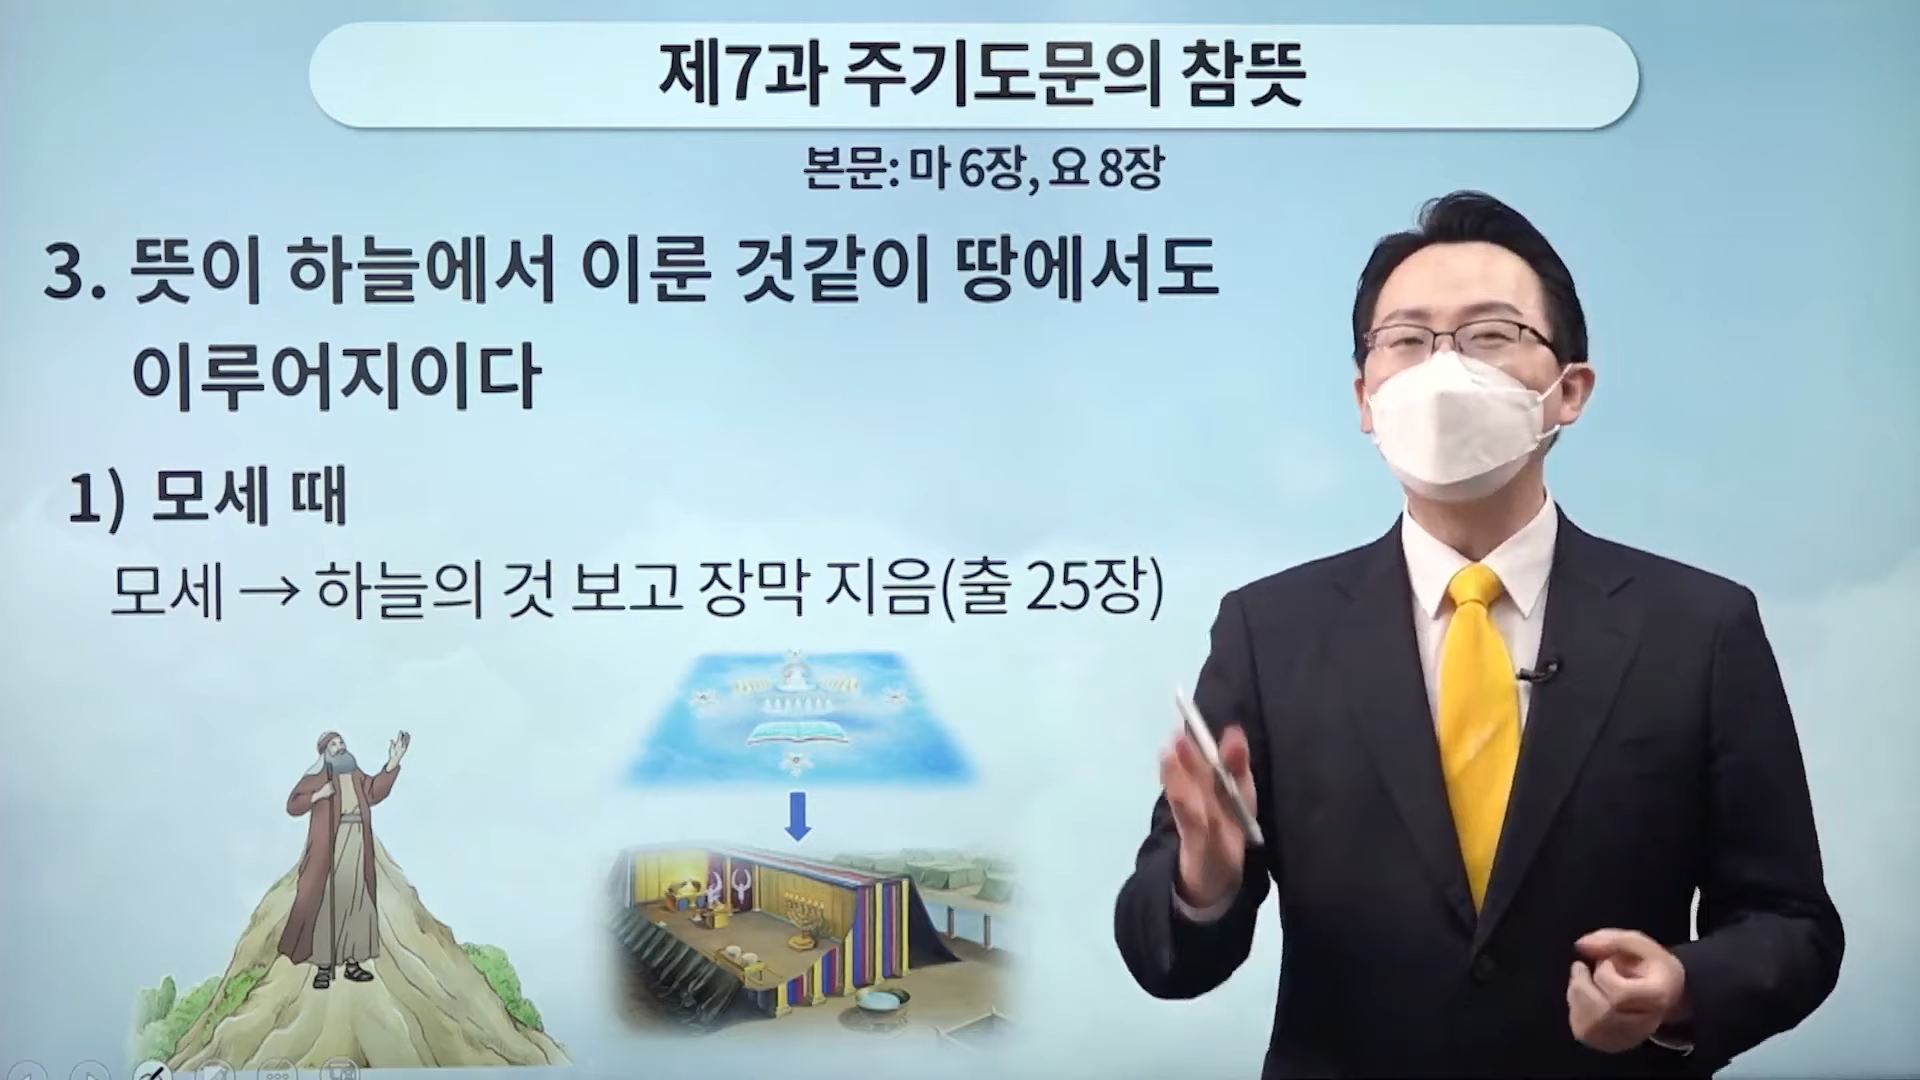 제7과 주기도문의 참뜻
본문: 마 6장, 요 8장
3. 뜻이 하늘에서 이룬 것같이 땅에서도
이루어지이다
1) 모세 때
모세 → 하늘의 것 보고 장막 지음(출 25장)